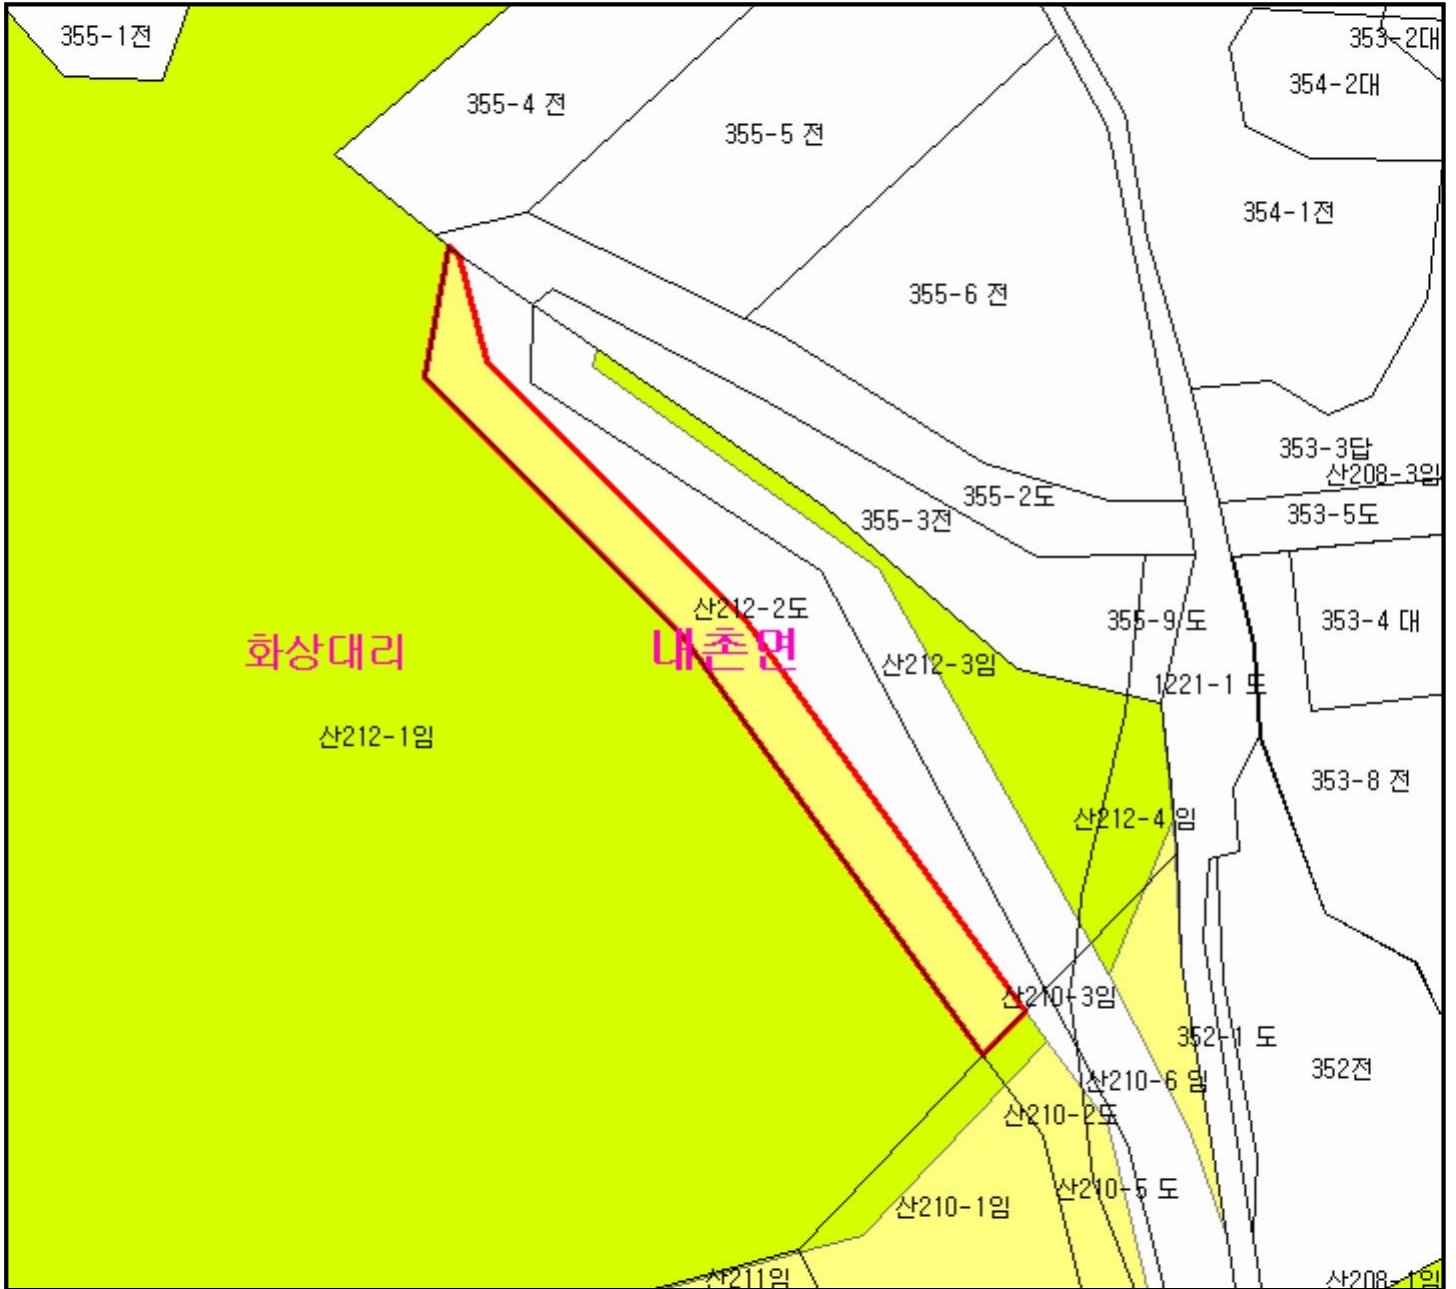 355-1전
353-2대
354-2대
355-4 전
355-5 전
354-1전
355-6 전
353-3답
산208-3임
355-2도
353-5도
355-3전
산212-2도
355-9 도
353-4 대
화상대리
내촌면
산212-3임
1221-1 도
산212-1임
353-8 전
산212-4 임
산210-3임
352-1 도
352전
산210-6 임
산210-2도
산210-5 도
산210-1임
산211임
산208-1임